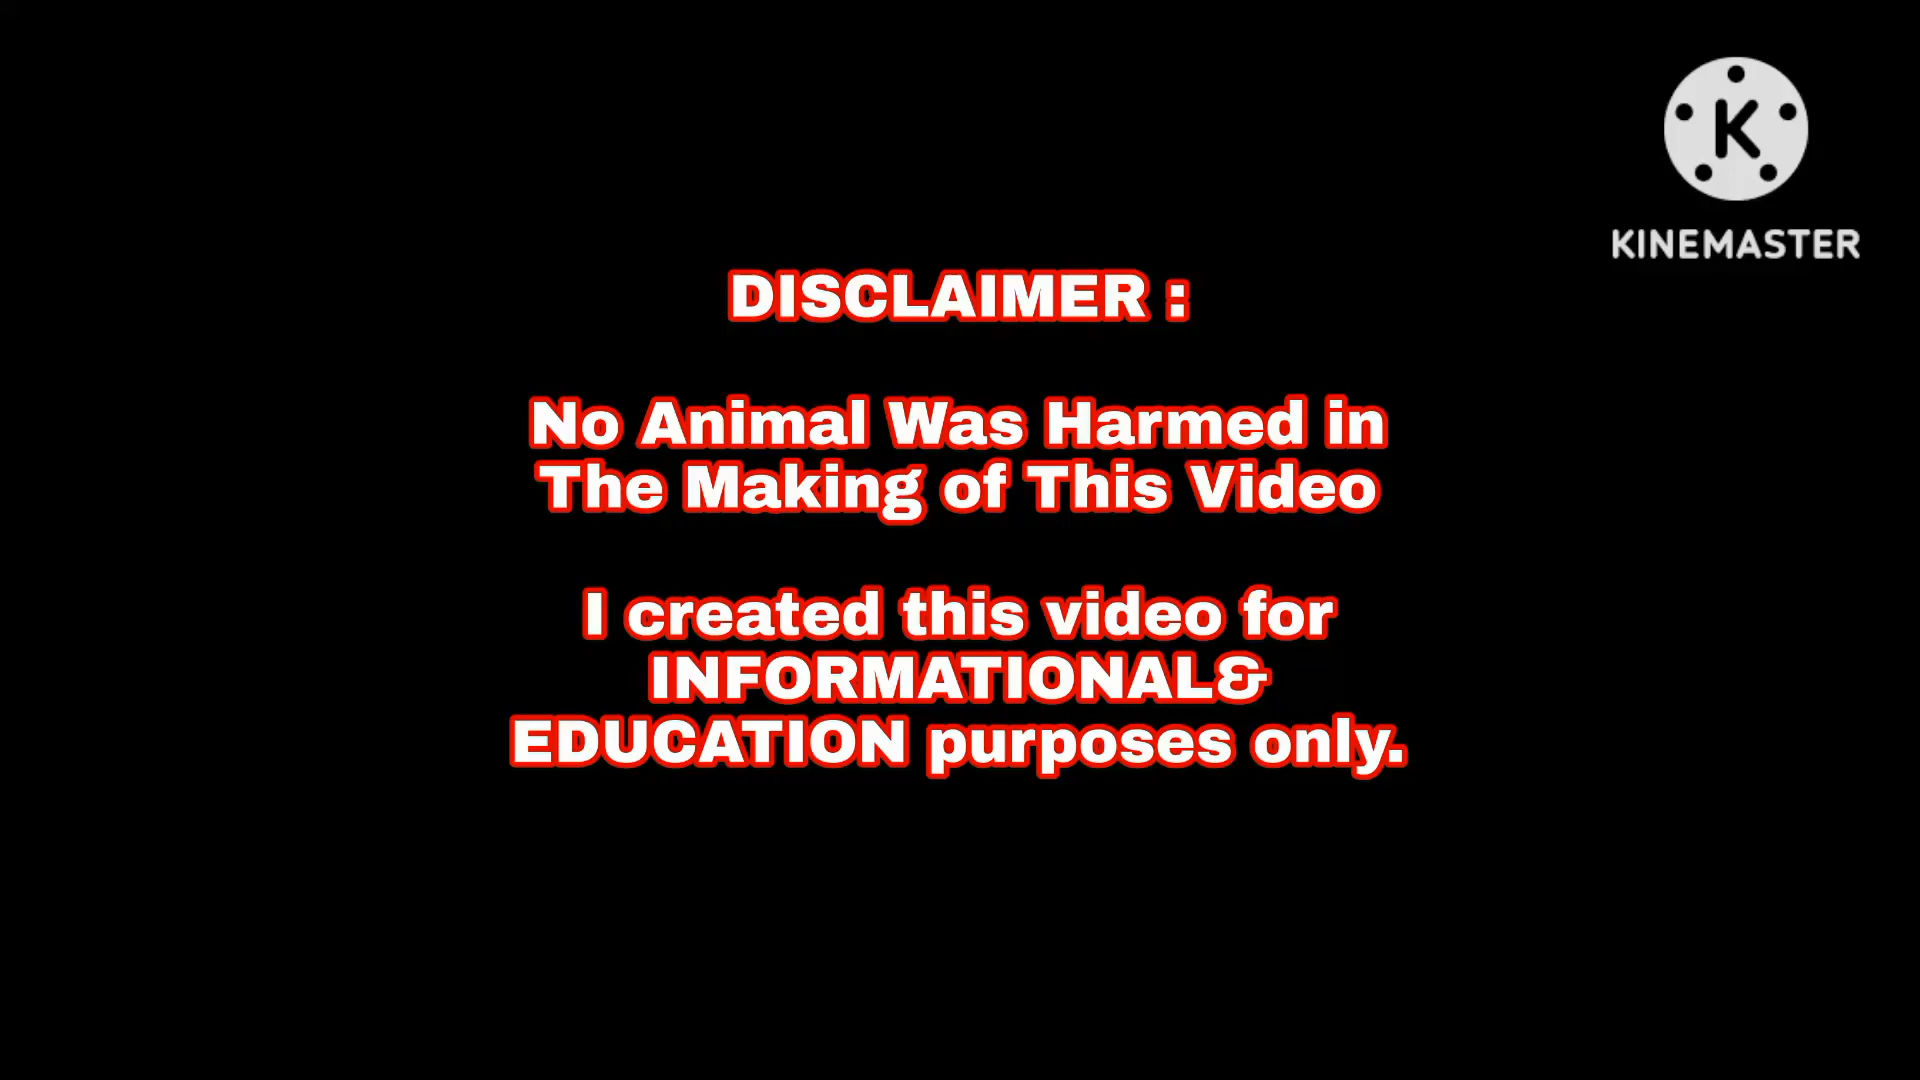 K
KINEMASTER
DISCLAIMER :
No Animal Was Harmed in
The Making of This Video
I created this video for
INFORMATIONAL&
EDUCATION purposes only.